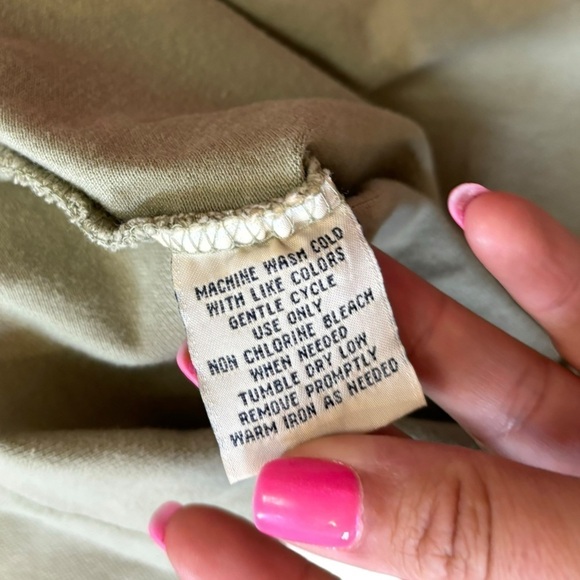 MACHINE WASH COLD
WITH LIKE COLORS
GENTLE CYCLE
USE ONLY
NON CHLORINE BLEACH
WHEN NEEDED
TUMBLE DRY LOW
REMOVE PROMPTLY
WARM IRON AS NEEDED